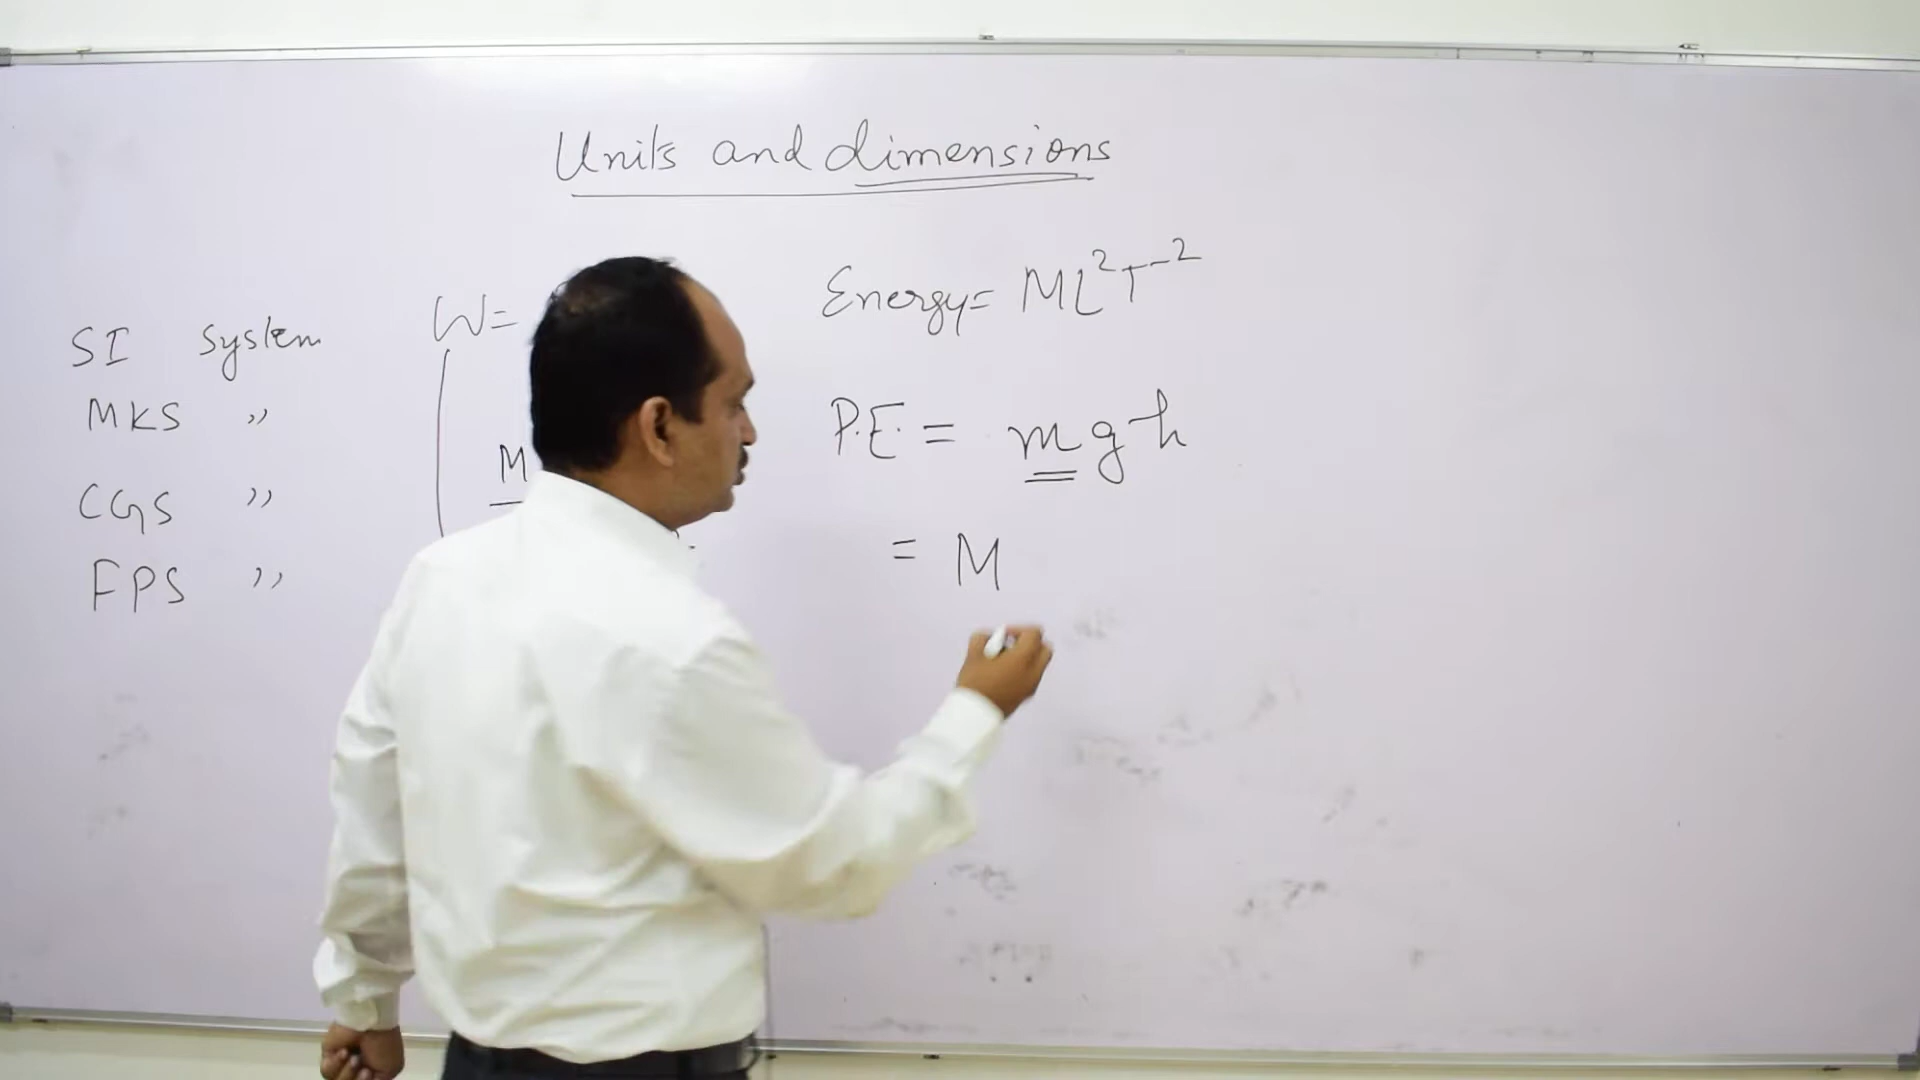 Units and dimensions
SI System
MKS ,,
CGS ,,
FPS ,,
W=
M
Energy= ML²T⁻²
P.E. = mgh
= M